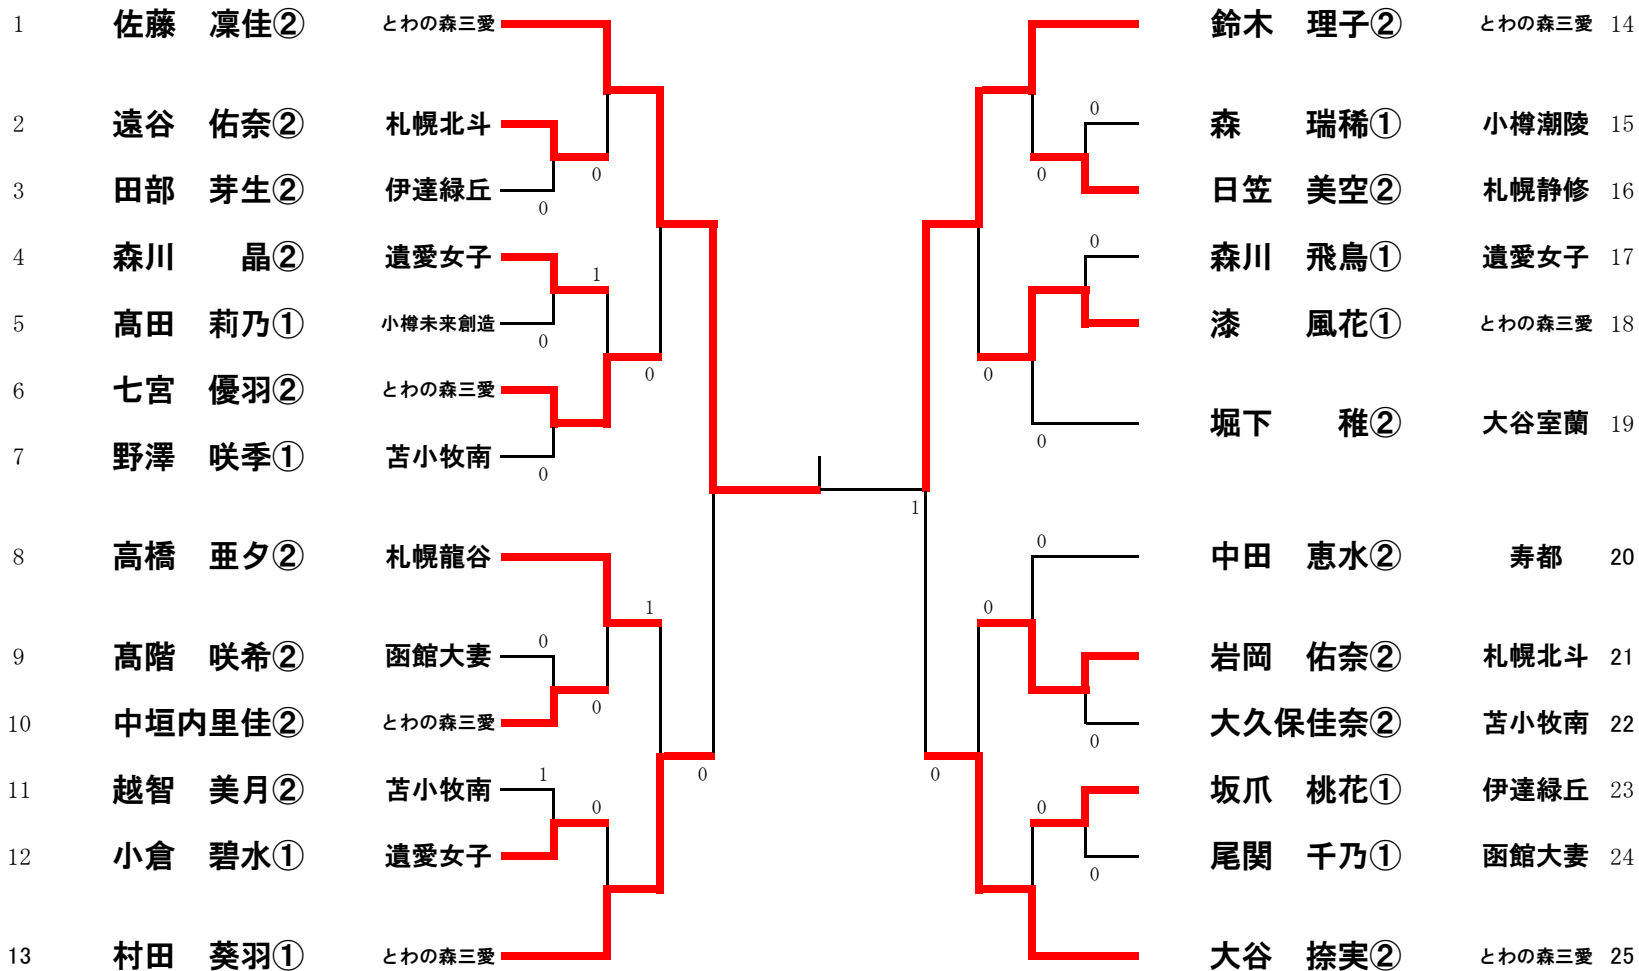 1 佐藤 凜佳② とわの森三愛
2 遠谷 佑奈② 札幌北斗
0
3 田部 芽生② 伊達緑丘
0
4 森川 晶② 遺愛女子
1
5 髙田 莉乃① 小樽未来創造
0
0
6 七宮 優羽② とわの森三愛
7 野澤 咲季① 苫小牧南
0
8 高橋 亜夕② 札幌龍谷
1
9 髙階 咲希② 函館大妻
0
0
10 中垣内里佳② とわの森三愛
0
11 越智 美月② 苫小牧南
1
0
12 小倉 碧水① 遺愛女子
13 村田 葵羽① とわの森三愛
1
鈴木 理子② とわの森三愛 14
0
森 瑞稀① 小樽潮陵 15
0
日笠 美空② 札幌静修 16
0
森川 飛鳥① 遺愛女子 17
漆 風花① とわの森三愛 18
0
堀下 稚② 大谷室蘭 19
0
0
中田 恵水② 寿都 20
0
岩岡 佑奈② 札幌北斗 21
大久保佳奈② 苫小牧南 22
0
0
坂爪 桃花① 伊達緑丘 23
0
尾関 千乃① 函館大妻 24
0
大谷 捺実② とわの森三愛 25